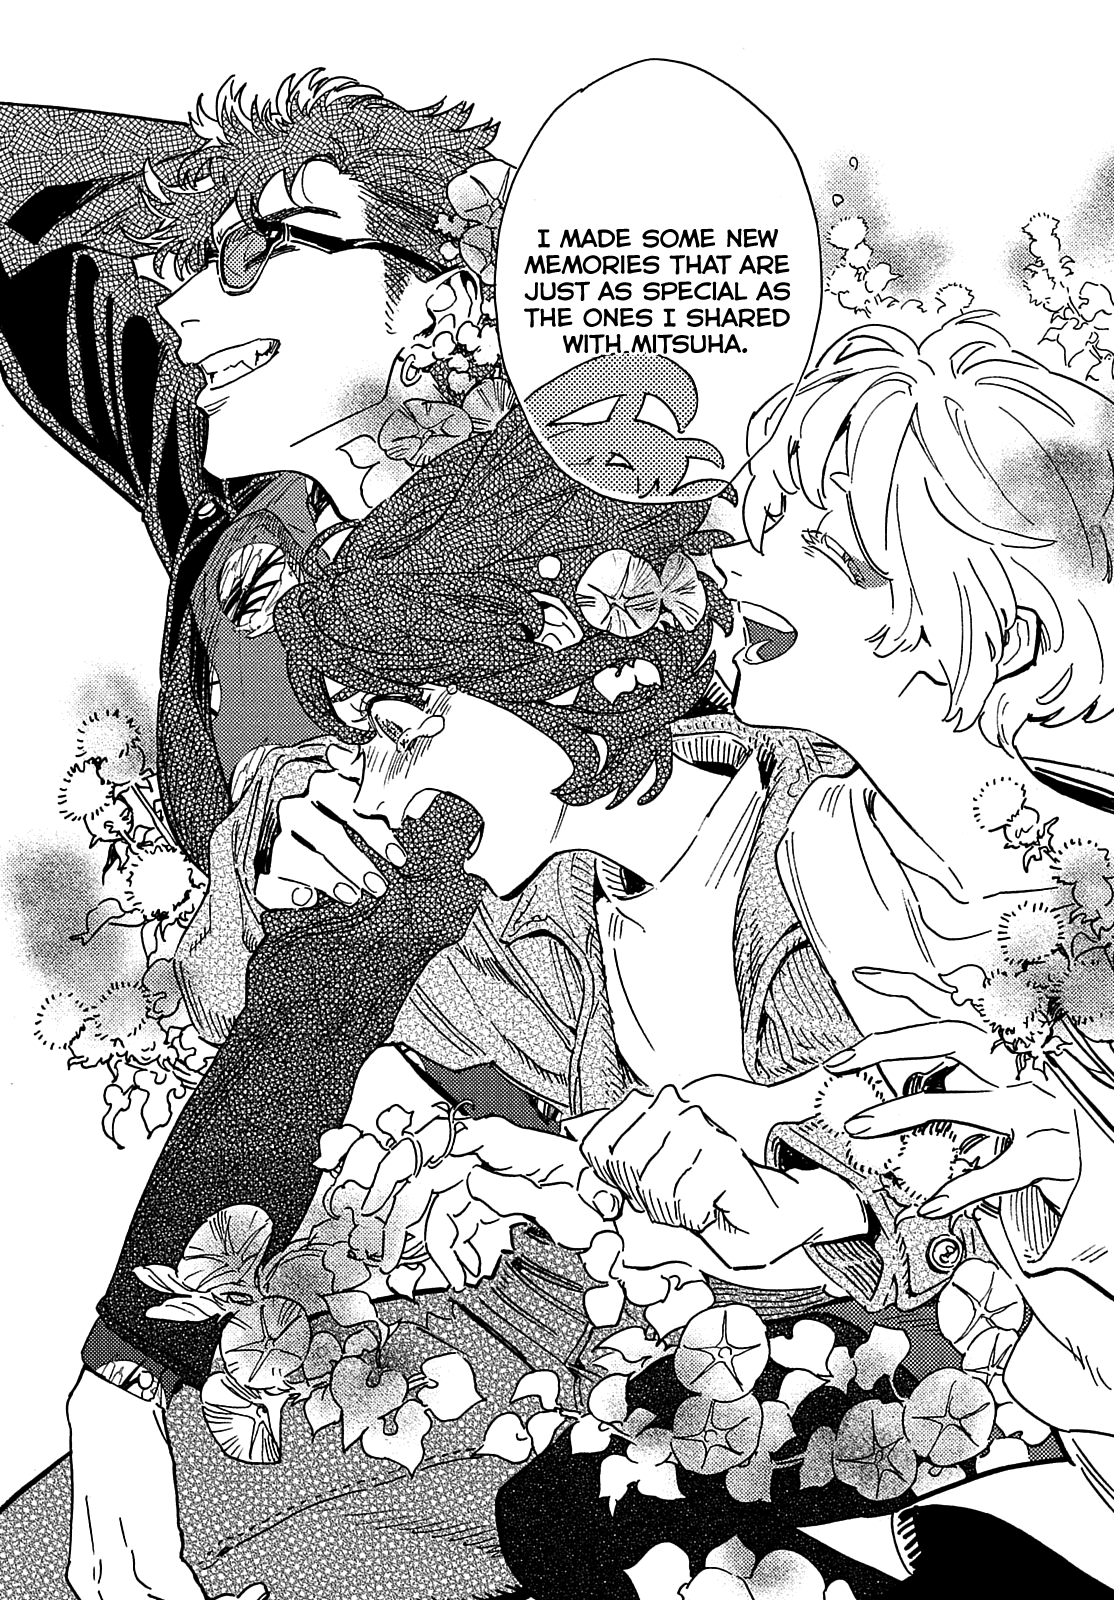 I MADE SOME NEW
MEMORIES THAT ARE
JUST AS SPECIAL AS
THE ONES I SHARED
WITH MITSUHA.